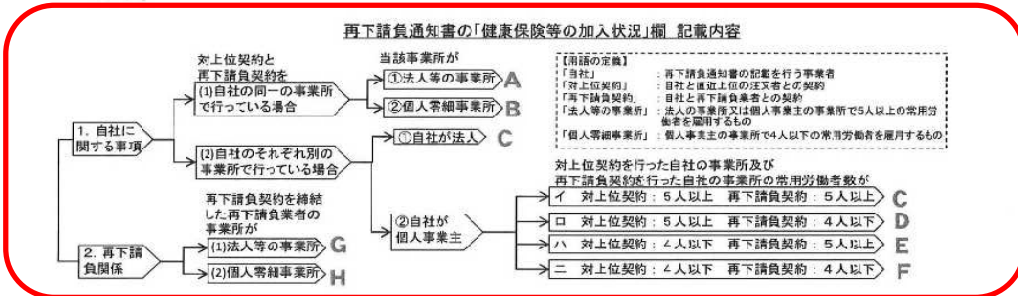 再下請負通知書の「健康保険等の加入状況」欄 記載内容
対上位契約と
再下請負契約を
(1)自社の同一の事業所
で行っている場合
当該事業所が
①法人等の事業所
A
②個人零細事業所
B
【用語の定義】
「自社」 : 再下請負通知書の記載を行う事業者
「対上位契約」 : 自社と直近上位の注文者との契約
「再下請負契約」 : 自社と再下請負業者との契約
「法人等の事業所」 : 法人の事業所又は個人事業主の事業所で5人以上の常用労
働者を雇用するもの
「個人零細事業所」 : 個人事業主の事業所で4人以下の常用労働者を雇用するもの
1. 自社に
関する事項
(2)自社のそれぞれ別の
事業所で行っている場合
①自社が法人
C
②自社が
個人事業主
対上位契約を行った自社の事業所及び
再下請負契約を行った自社の事業所の常用労働者数が
イ 対上位契約：5人以上 再下請負契約：5人以上
C
ロ 対上位契約：5人以上 再下請負契約：4人以下
D
ハ 対上位契約：4人以下 再下請負契約：5人以上
E
ニ 対上位契約：4人以下 再下請負契約：4人以下
F
2. 再下請
負関係
再下請負契約を締結
した再下請負業者の
事業所が
(1)法人等の事業所
G
(2)個人零細事業所
H